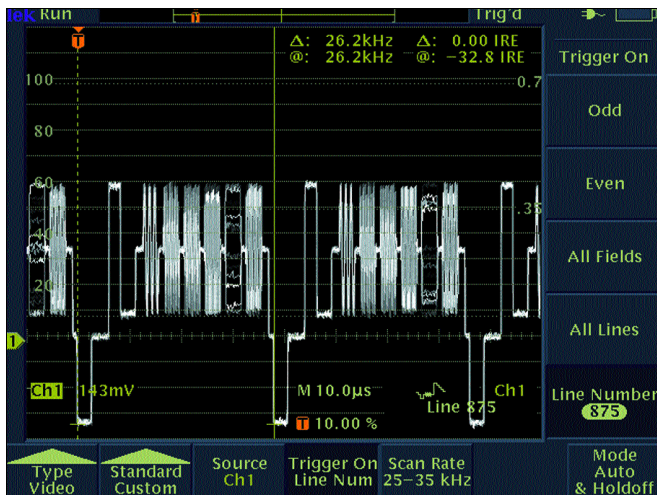 Tek Run Trig'd
Δ: 26.2kHz Δ: 0.00 IRE
@: 26.2kHz @: −32.8 IRE
Trigger On
100
0.7
80
Odd
60
Even
.35
40
All Fields
20
All Lines
1
Ch1 143mV M 10.0µs Ch1
Line 875
T 10.00 %
Line Number
875
Type
Video
Standard
Custom
Source
Ch1
Trigger On
Line Num
Scan Rate
25-35 kHz
Mode
Auto
& Holdoff